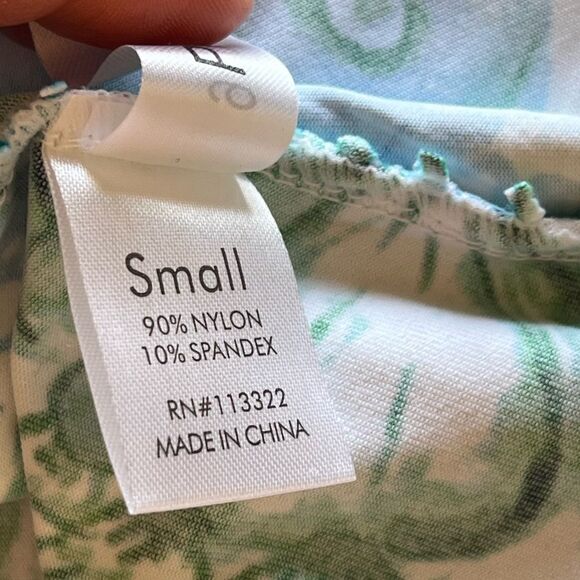 Small
90% NYLON
10% SPANDEX
RN#113322
MADE IN CHINA